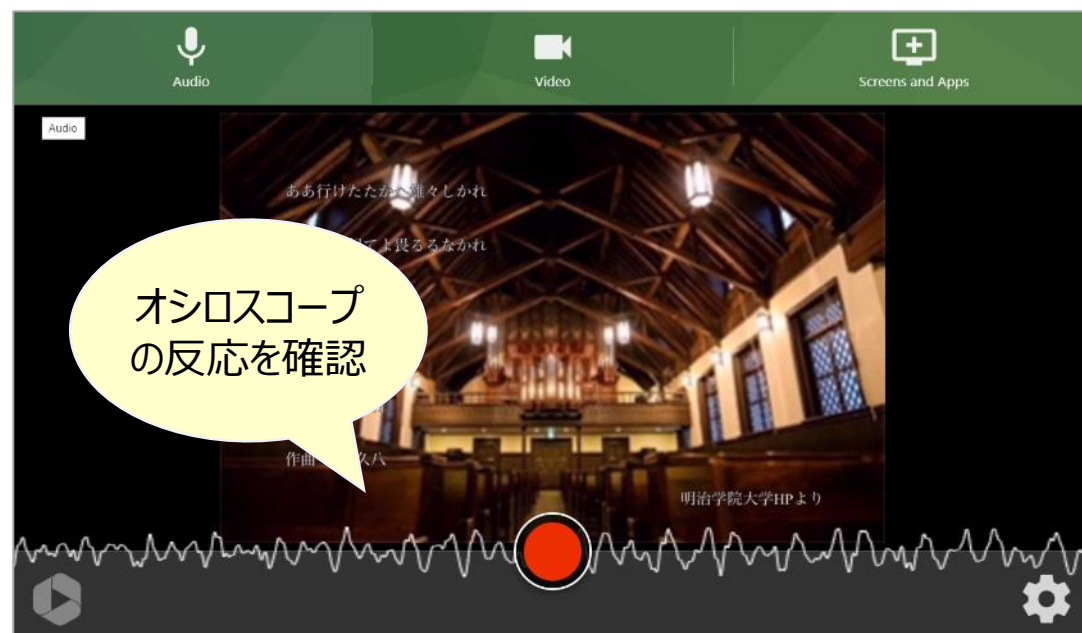 Audio
Video
Screens and Apps
Audio
ああ行けたたかへ雄々しかれ
てよ畏るるなかれ
オシロスコープ
の反応を確認
作曲 久八
明治学院大学HPより